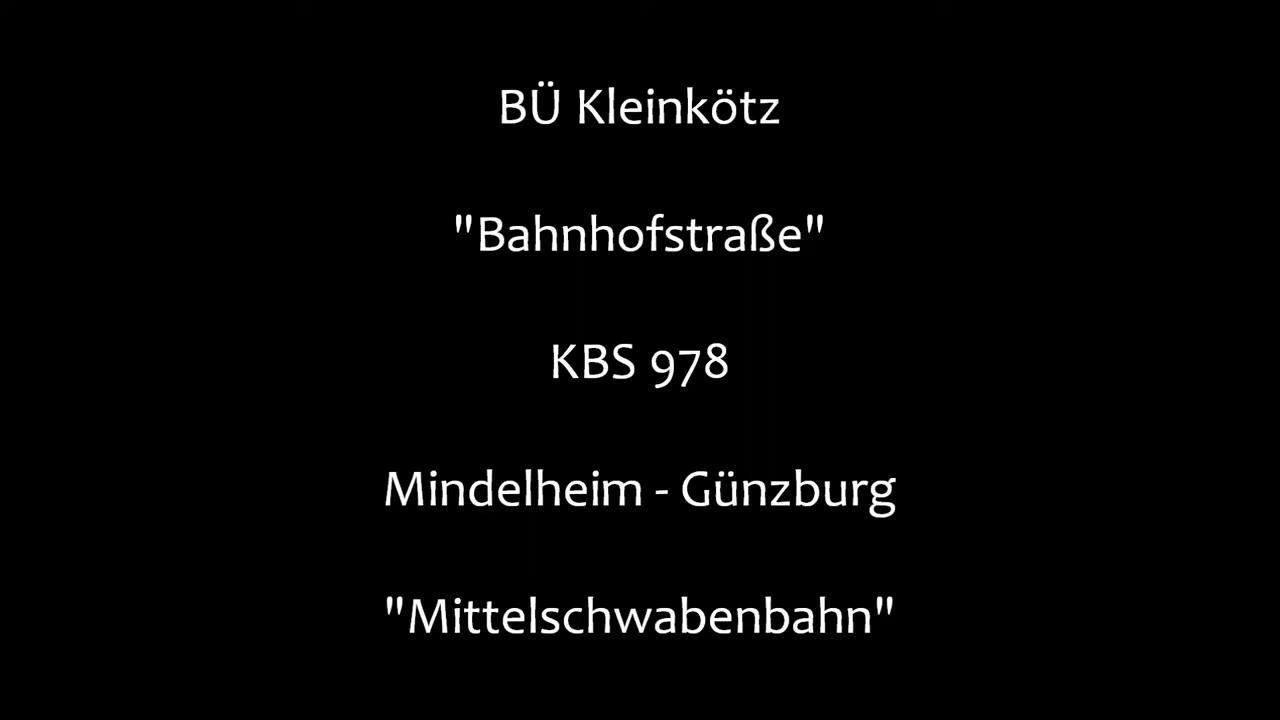 BÜ Kleinkötz
"Bahnhofstraße"
KBS 978
Mindelheim - Günzburg
"Mittelschwabenbahn"